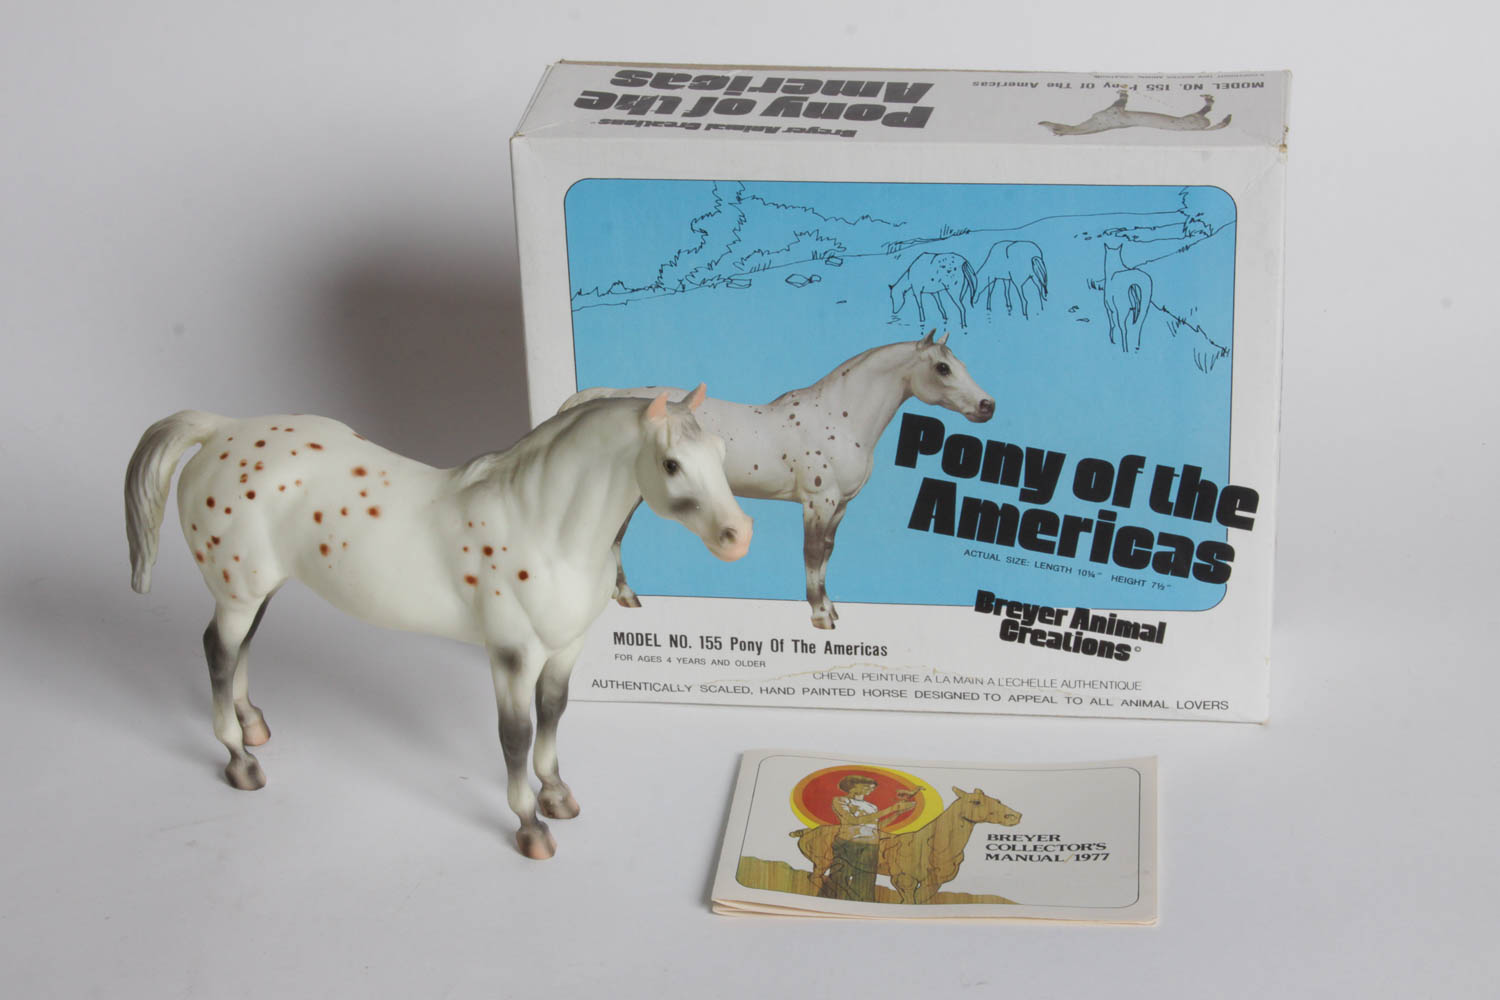 Breyer Animal Creations
Pony of the
Americas
MODEL NO. 155 Pony Of The Americas
Pony of the
Americas
ACTUAL SIZE: LENGTH 10¼" HEIGHT 7½"
Breyer Animal
Creations©
MODEL NO. 155 Pony Of The Americas
FOR AGES 4 YEARS AND OLDER
CHEVAL PEINTURE A LA MAIN A L'ECHELLE AUTHENTIQUE
AUTHENTICALLY SCALED, HAND PAINTED HORSE DESIGNED TO APPEAL TO ALL ANIMAL LOVERS
BREYER
COLLECTOR'S
MANUAL/1977